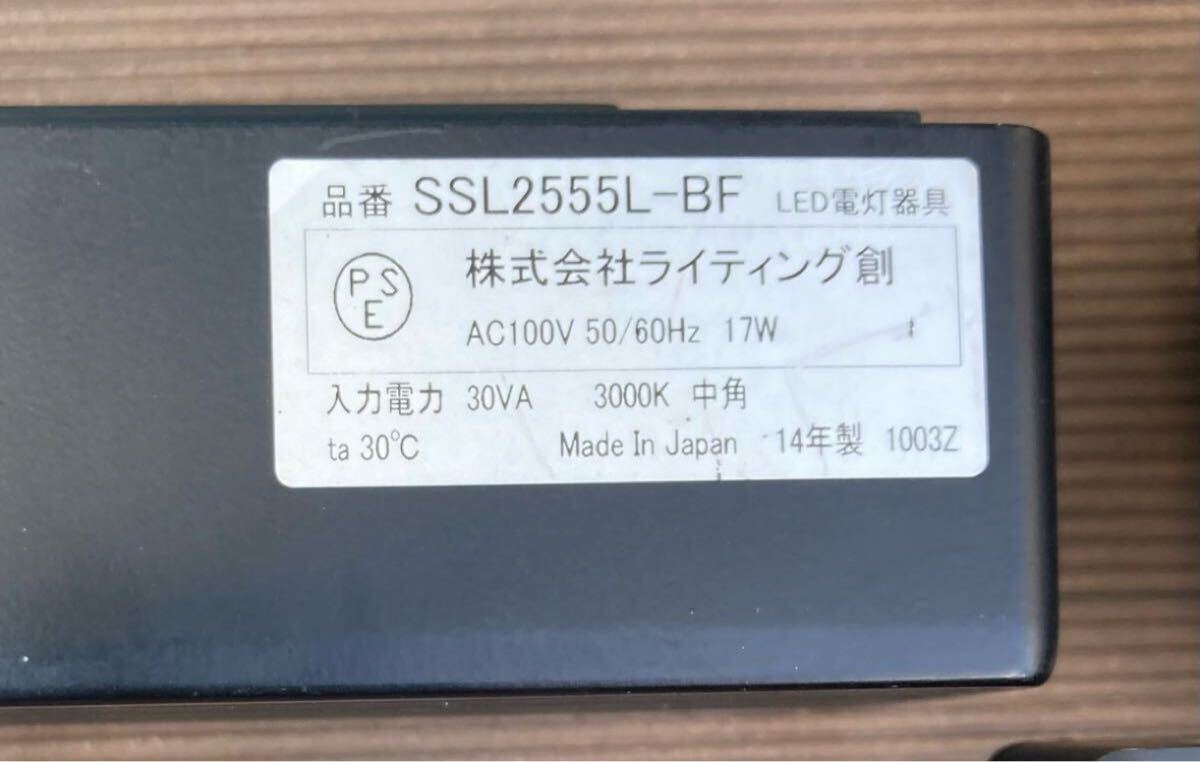 品番 SSL2555L-BF LED電灯器具
PSE
株式会社ライティング創
AC100V 50/60Hz 17W
入力電力 30VA 3000K 中角
ta 30℃ Made In Japan 14年製 1003Z